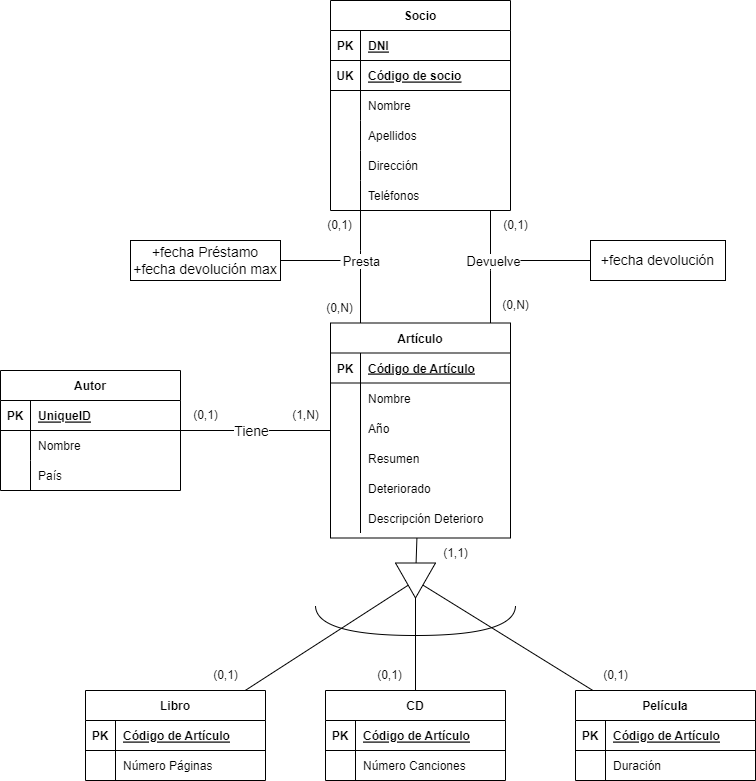 Socio
PK DNI
UK Código de socio
Nombre
Apellidos
Dirección
Teléfonos
(0,1)
(0,1)
+fecha Préstamo
+fecha devolución max
Presta
Devuelve
+fecha devolución
(0,N)
(0,N)
Artículo
PK Código de Artículo
Nombre
Año
Resumen
Deteriorado
Descripción Deterioro
Autor
PK UniqueID
Nombre
País
(0,1)
Tiene
(1,N)
(1,1)
(0,1)
(0,1)
(0,1)
Libro
PK Código de Artículo
Número Páginas
CD
PK Código de Artículo
Número Canciones
Película
PK Código de Artículo
Duración